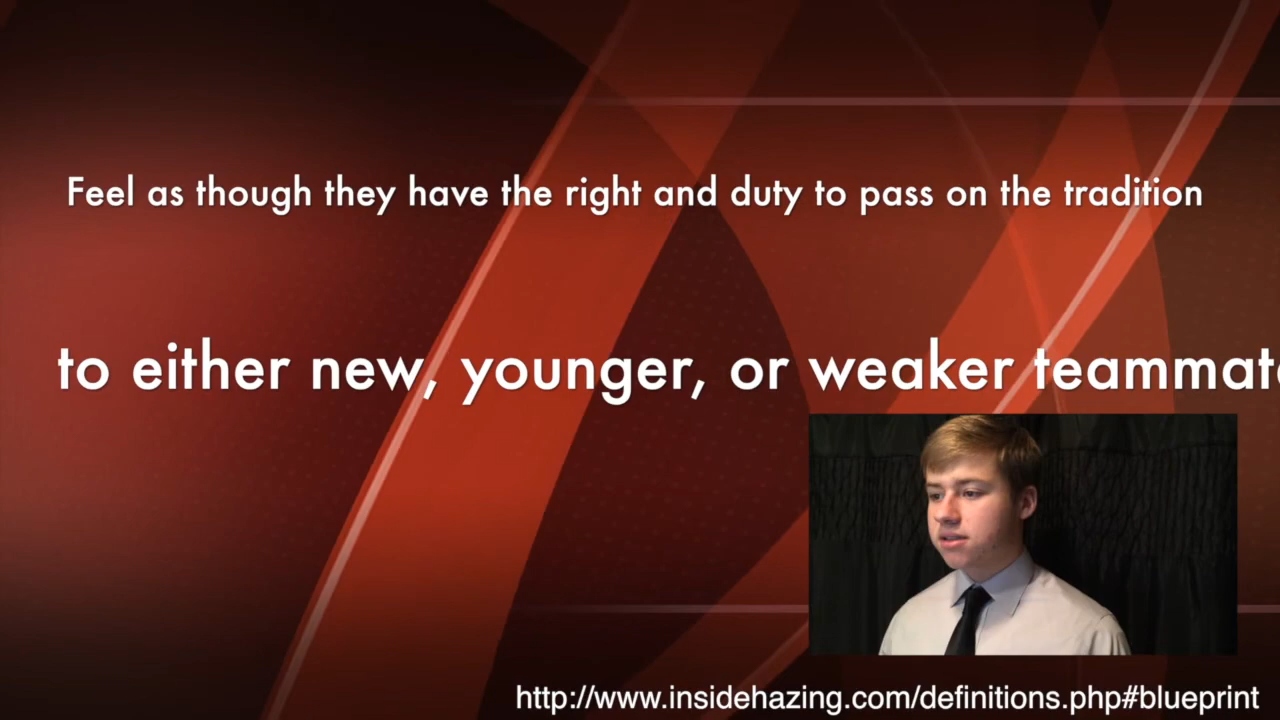 Feel as though they have the right and duty to pass on the tradition
to either new, younger, or weaker
http://www.insidehazing.com/definitions.php#blueprint